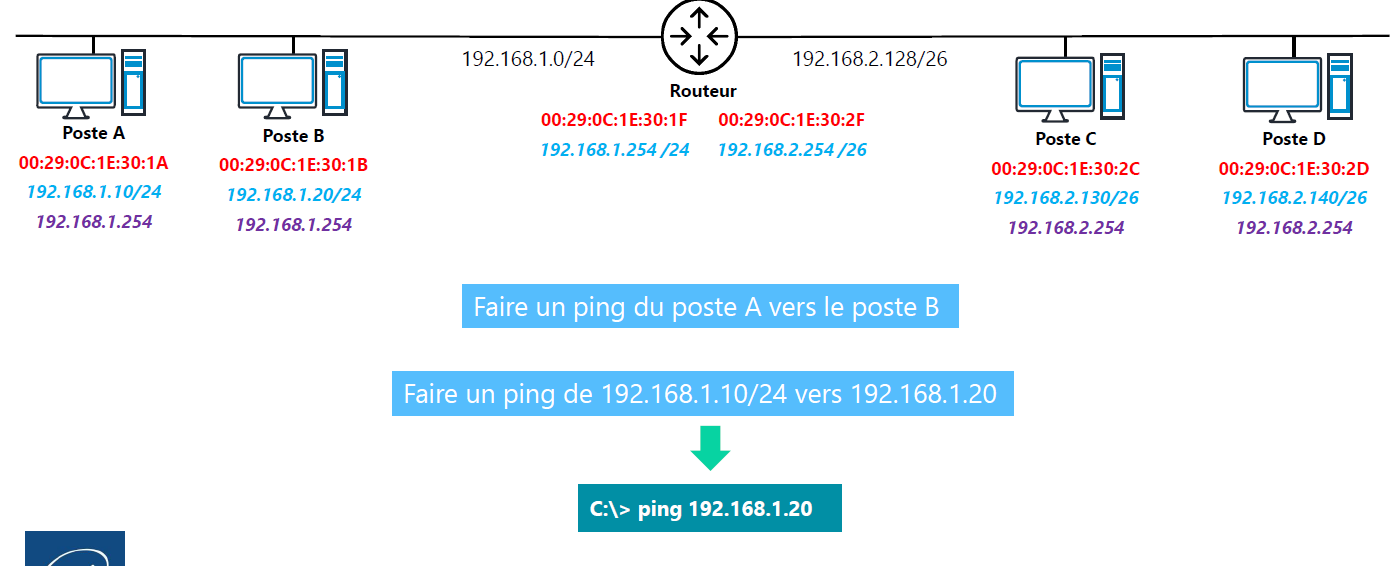 192.168.1.0/24
192.168.2.128/26
Routeur
00:29:0C:1E:30:1F
00:29:0C:1E:30:2F
192.168.1.254 /24
192.168.2.254 /26
Poste A
00:29:0C:1E:30:1A
192.168.1.10/24
192.168.1.254
Poste B
00:29:0C:1E:30:1B
192.168.1.20/24
192.168.1.254
Poste C
00:29:0C:1E:30:2C
192.168.2.130/26
192.168.2.254
Poste D
00:29:0C:1E:30:2D
192.168.2.140/26
192.168.2.254
Faire un ping du poste A vers le poste B
Faire un ping de 192.168.1.10/24 vers 192.168.1.20
C:\> ping 192.168.1.20